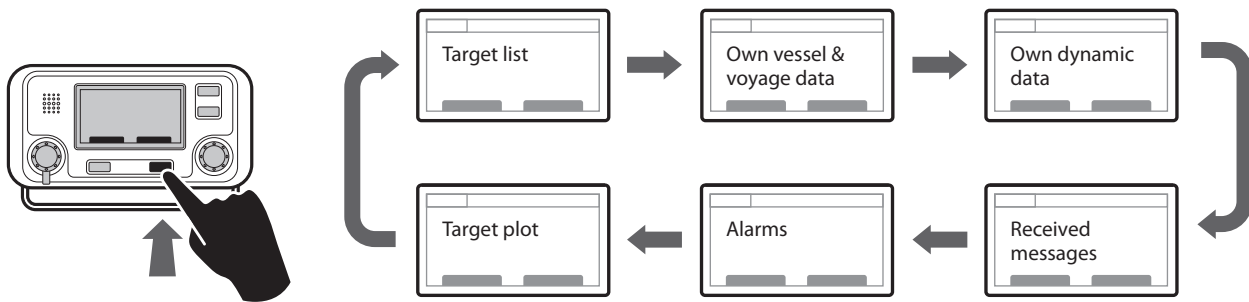 Target list
Own vessel &
voyage data
Own dynamic
data
Target plot
Alarms
Received
messages